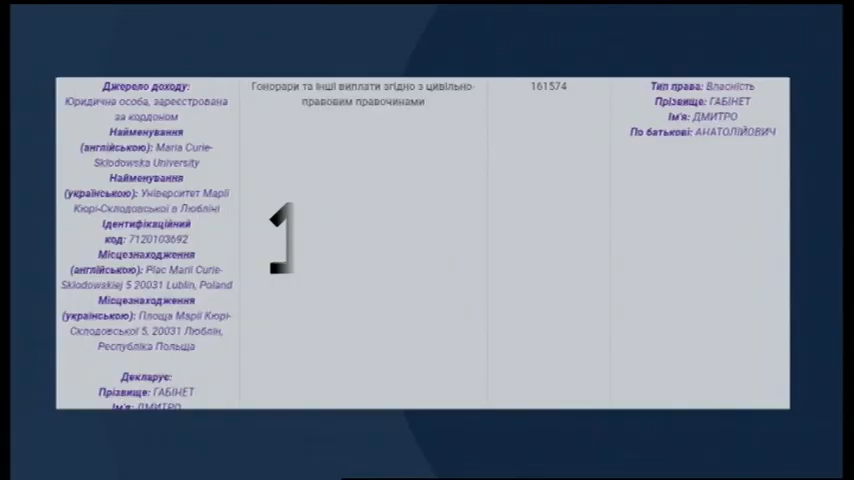 Джерело доходу:
Юридична особа, зареєстрована
за кордоном
Найменування
(англійською): Maria Curie-
Sklodowska University
Найменування
(українською): Університет Марії
Кюрі-Склодовської в Любліні
Ідентифікаційний
код: 7120103692
Місцезнаходження
(англійською): Plac Marii Curie-
Sklodowskiej 5 20031 Lublin, Poland
Місцезнаходження
(українською): Площа Марії Кюрі-
Склодовської 5, 20031 Люблін,
Республіка Польща
Декларує:
Прізвище: ГАБІНЕТ
Ім'я: ДМИТРО
Гонорари та інші виплати згідно з цивільно-
правовим правочинами
1
161574
Тип права: Власність
Прізвище: ГАБІНЕТ
Ім'я: ДМИТРО
По батькові: АНАТОЛІЙОВИЧ